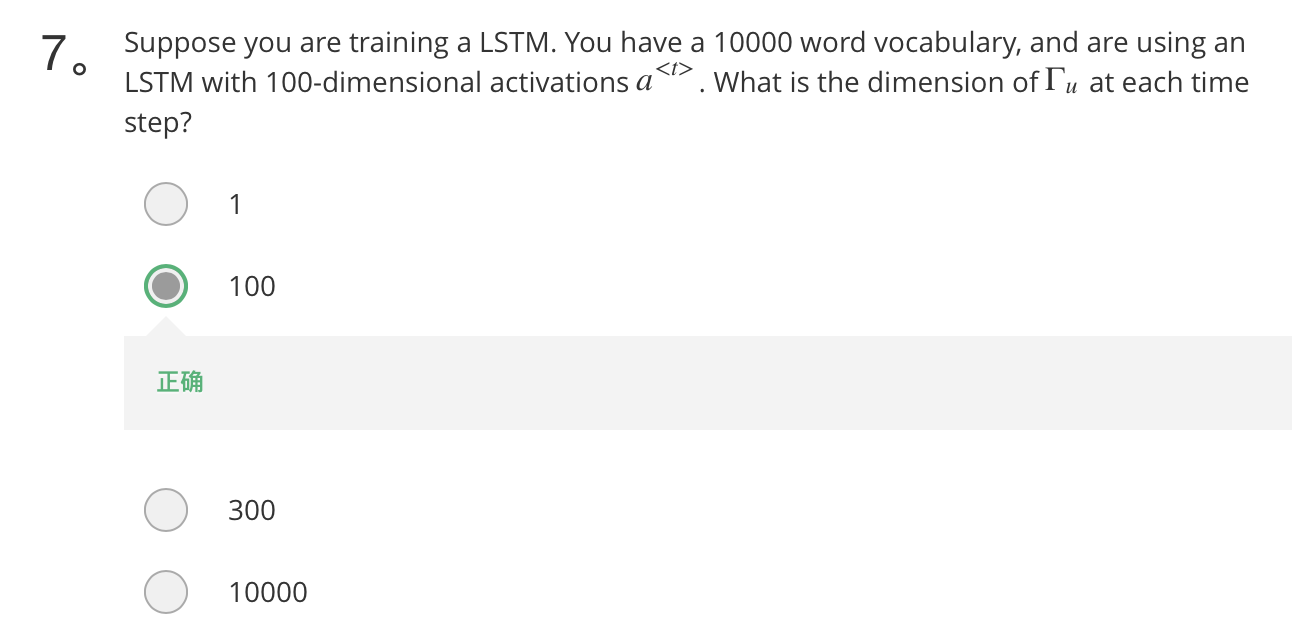 7。 Suppose you are training a LSTM. You have a 10000 word vocabulary, and are using an
LSTM with 100-dimensional activations a<t>. What is the dimension of Γu at each time
step?
1
100
正确
300
10000